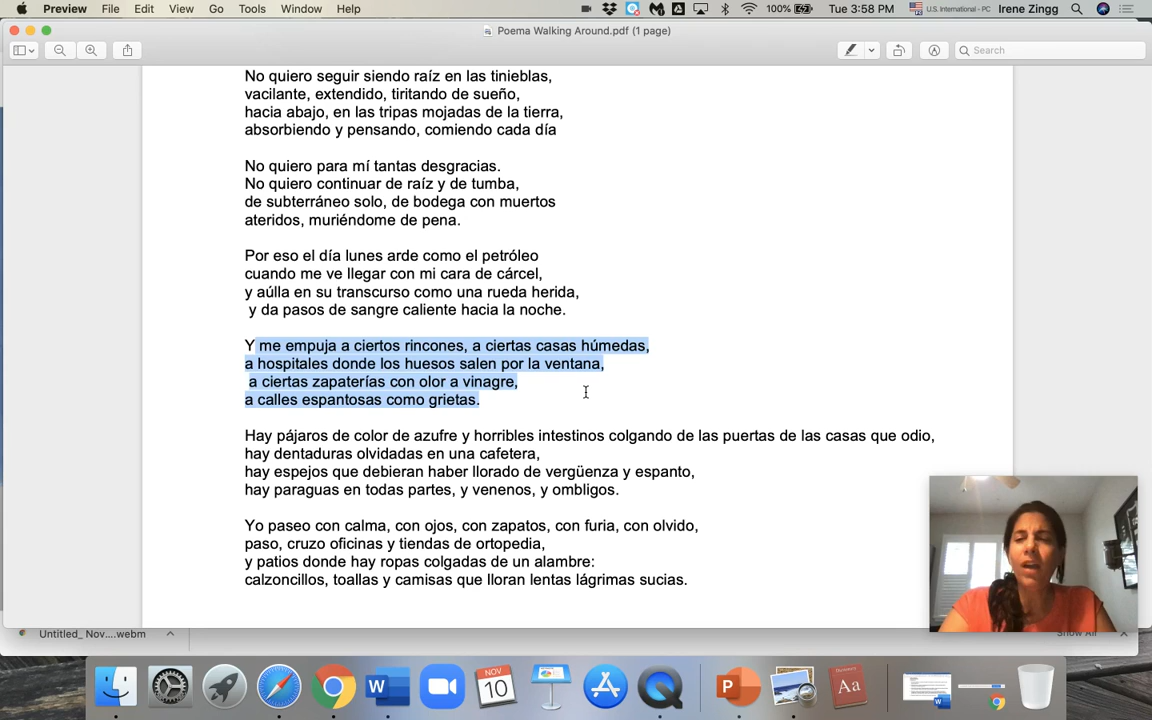 Preview File Edit View Go Tools Window Help 100% Tue 3:58 PM U.S. International - PC Irene Zingg
Poema Walking Around.pdf (1 page)
Search
No quiero seguir siendo raíz en las tinieblas,
vacilante, extendido, tiritando de sueño,
hacia abajo, en las tripas mojadas de la tierra,
absorbiendo y pensando, comiendo cada día
No quiero para mí tantas desgracias.
No quiero continuar de raíz y de tumba,
de subterráneo solo, de bodega con muertos
ateridos, muriéndome de pena.
Por eso el día lunes arde como el petróleo
cuando me ve llegar con mi cara de cárcel,
y aúlla en su transcurso como una rueda herida,
y da pasos de sangre caliente hacia la noche.
Y me empuja a ciertos rincones, a ciertas casas húmedas,
a hospitales donde los huesos salen por la ventana,
a ciertas zapaterías con olor a vinagre,
a calles espantosas como grietas.
Hay pájaros de color de azufre y horribles intestinos colgando de las puertas de las casas que odio,
hay dentaduras olvidadas en una cafetera,
hay espejos que debieran haber llorado de vergüenza y espanto,
hay paraguas en todas partes, y venenos, y ombligos.
Yo paseo con calma, con ojos, con zapatos, con furia, con olvido,
paso, cruzo oficinas y tiendas de ortopedia,
y patios donde hay ropas colgadas de un alambre:
calzoncillos, toallas y camisas que lloran lentas lágrimas sucias.
Untitled_ Nov....webm
Show All
NOV
10
W
P
Aa